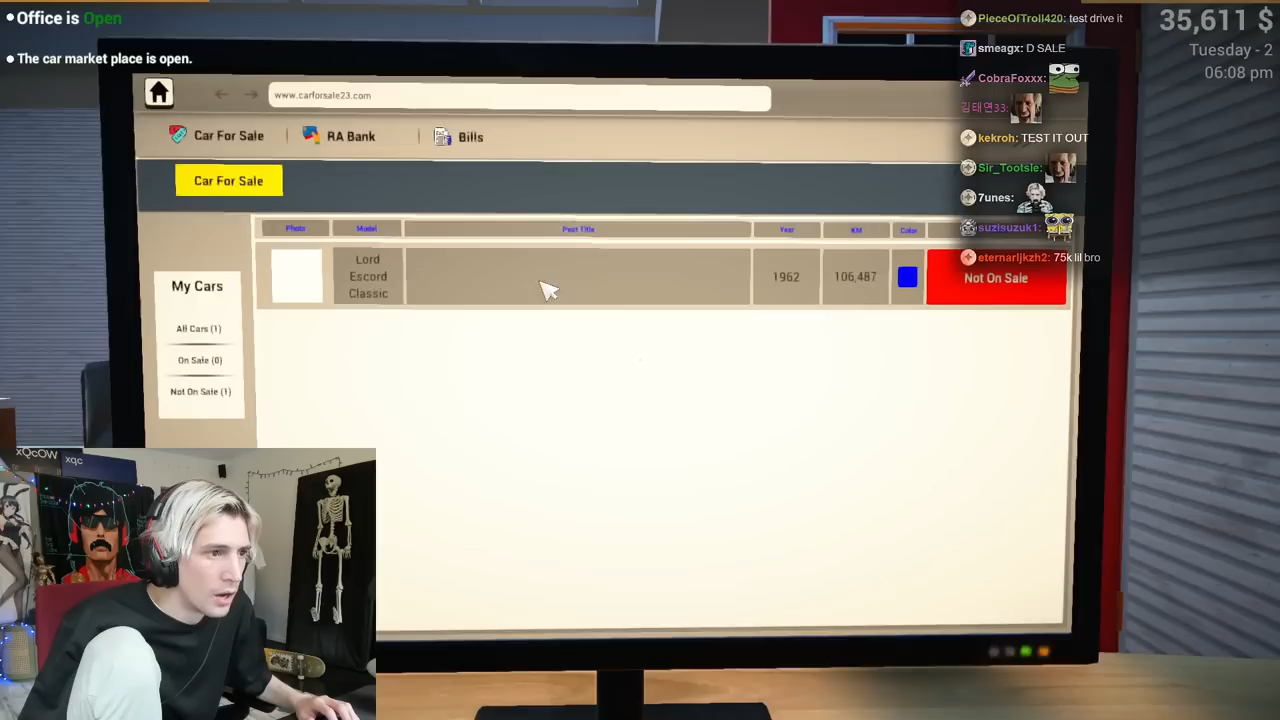 Office is Open
The car market place is open.
35,611 $
Tuesday - 2
06:08 pm
PieceOfTroll420: test drive it
smeagx: D SALE
CobraFoxxx:
김태연33:
kekroh: TEST IT OUT
Sir_Tootsle:
7unes:
suzisuzuk1:
eternarljkzh2: 75k lil bro
www.carforsale23.com
Car For Sale
RA Bank
Bills
Car For Sale
Photo Model Post Title Year KM Color
Lord
Escord
Classic
1962 106,487 Not On Sale
My Cars
All Cars (1)
On Sale (0)
Not On Sale (1)
xQcOW
xqc